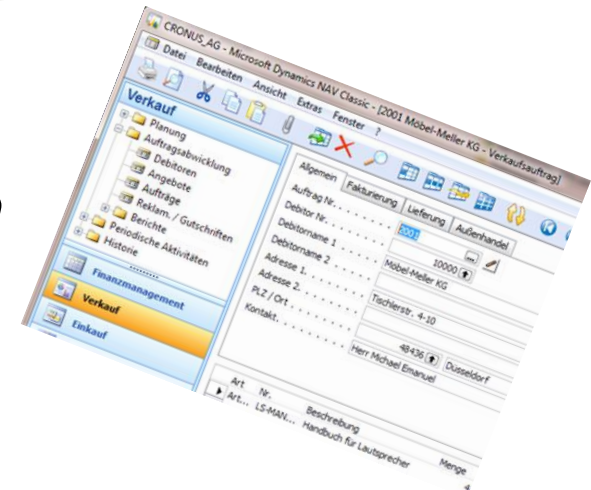 CRONUS_AG - Microsoft Dynamics NAV Classic - [2001 Möbel-Meller KG - Verkaufsauftrag]
Datei Bearbeiten Ansicht Extras Fenster ?
Verkauf
Planung
Auftragsabwicklung
Debitoren
Angebote
Aufträge
Reklam. / Gutschriften
Berichte
Periodische Aktivitäten
Historie
Finanzmanagement
Verkauf
Einkauf
Allgemein Fakturierung Lieferung Außenhandel
Auftrag Nr. 2001
Debitor Nr. 10000
Debitorname 1 Möbel-Meller KG
Debitorname 2
Adresse 1. Tischlerstr. 4-10
Adresse 2.
PLZ / Ort 48436 Düsseldorf
Kontakt. Herr Michael Emanuel
Art Nr. Beschreibung Menge
Art... LS-MAN... Handbuch für Lautsprecher 4